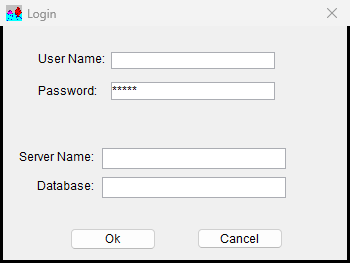 Login
User Name:
Password: *****
Server Name:
Database:
Ok Cancel